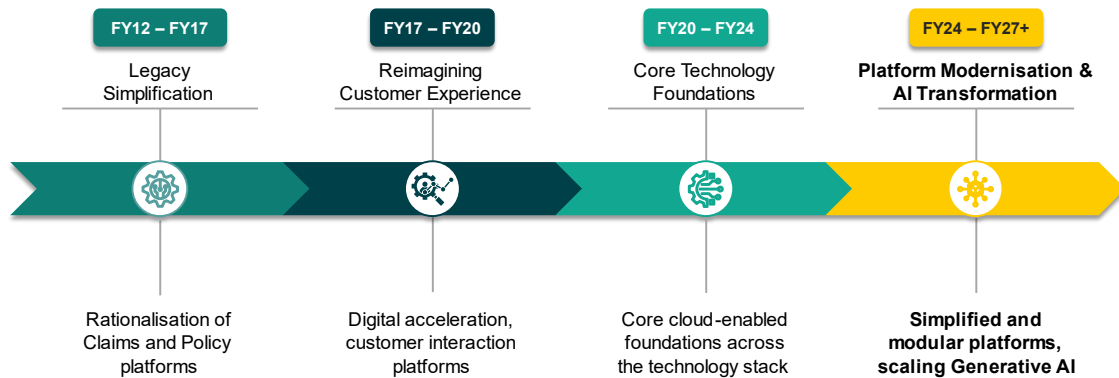 FY12 – FY17
Legacy
Simplification
Rationalisation of
Claims and Policy
platforms
FY17 – FY20
Reimagining
Customer Experience
Digital acceleration,
customer interaction
platforms
FY20 – FY24
Core Technology
Foundations
Core cloud-enabled
foundations across
the technology stack
FY24 – FY27+
Platform Modernisation &
AI Transformation
Simplified and
modular platforms,
scaling Generative AI